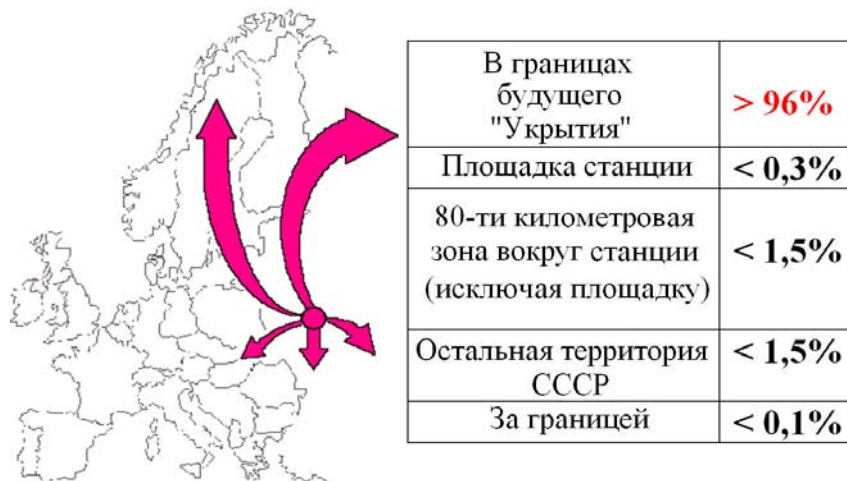 В границах
будущего
"Укрытия"
> 96%
Площадка станции
< 0,3%
80-ти километровая
зона вокруг станции
(исключая площадку)
< 1,5%
Остальная территория
СССР
< 1,5%
За границей
< 0,1%